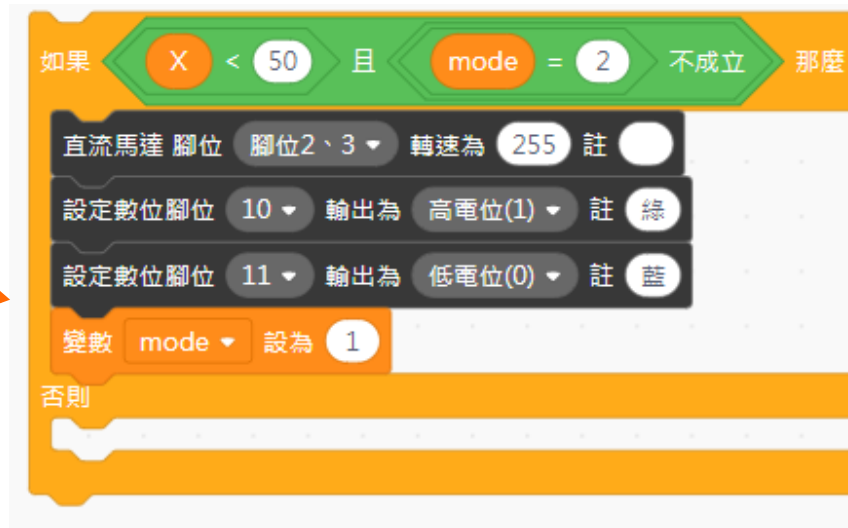 如果 X < 50 且 mode = 2 不成立 那麼
直流馬達 腳位 腳位2、3 轉速為 255 註
設定數位腳位 10 輸出為 高電位(1) 註 綠
設定數位腳位 11 輸出為 低電位(0) 註 藍
變數 mode 設為 1
否則